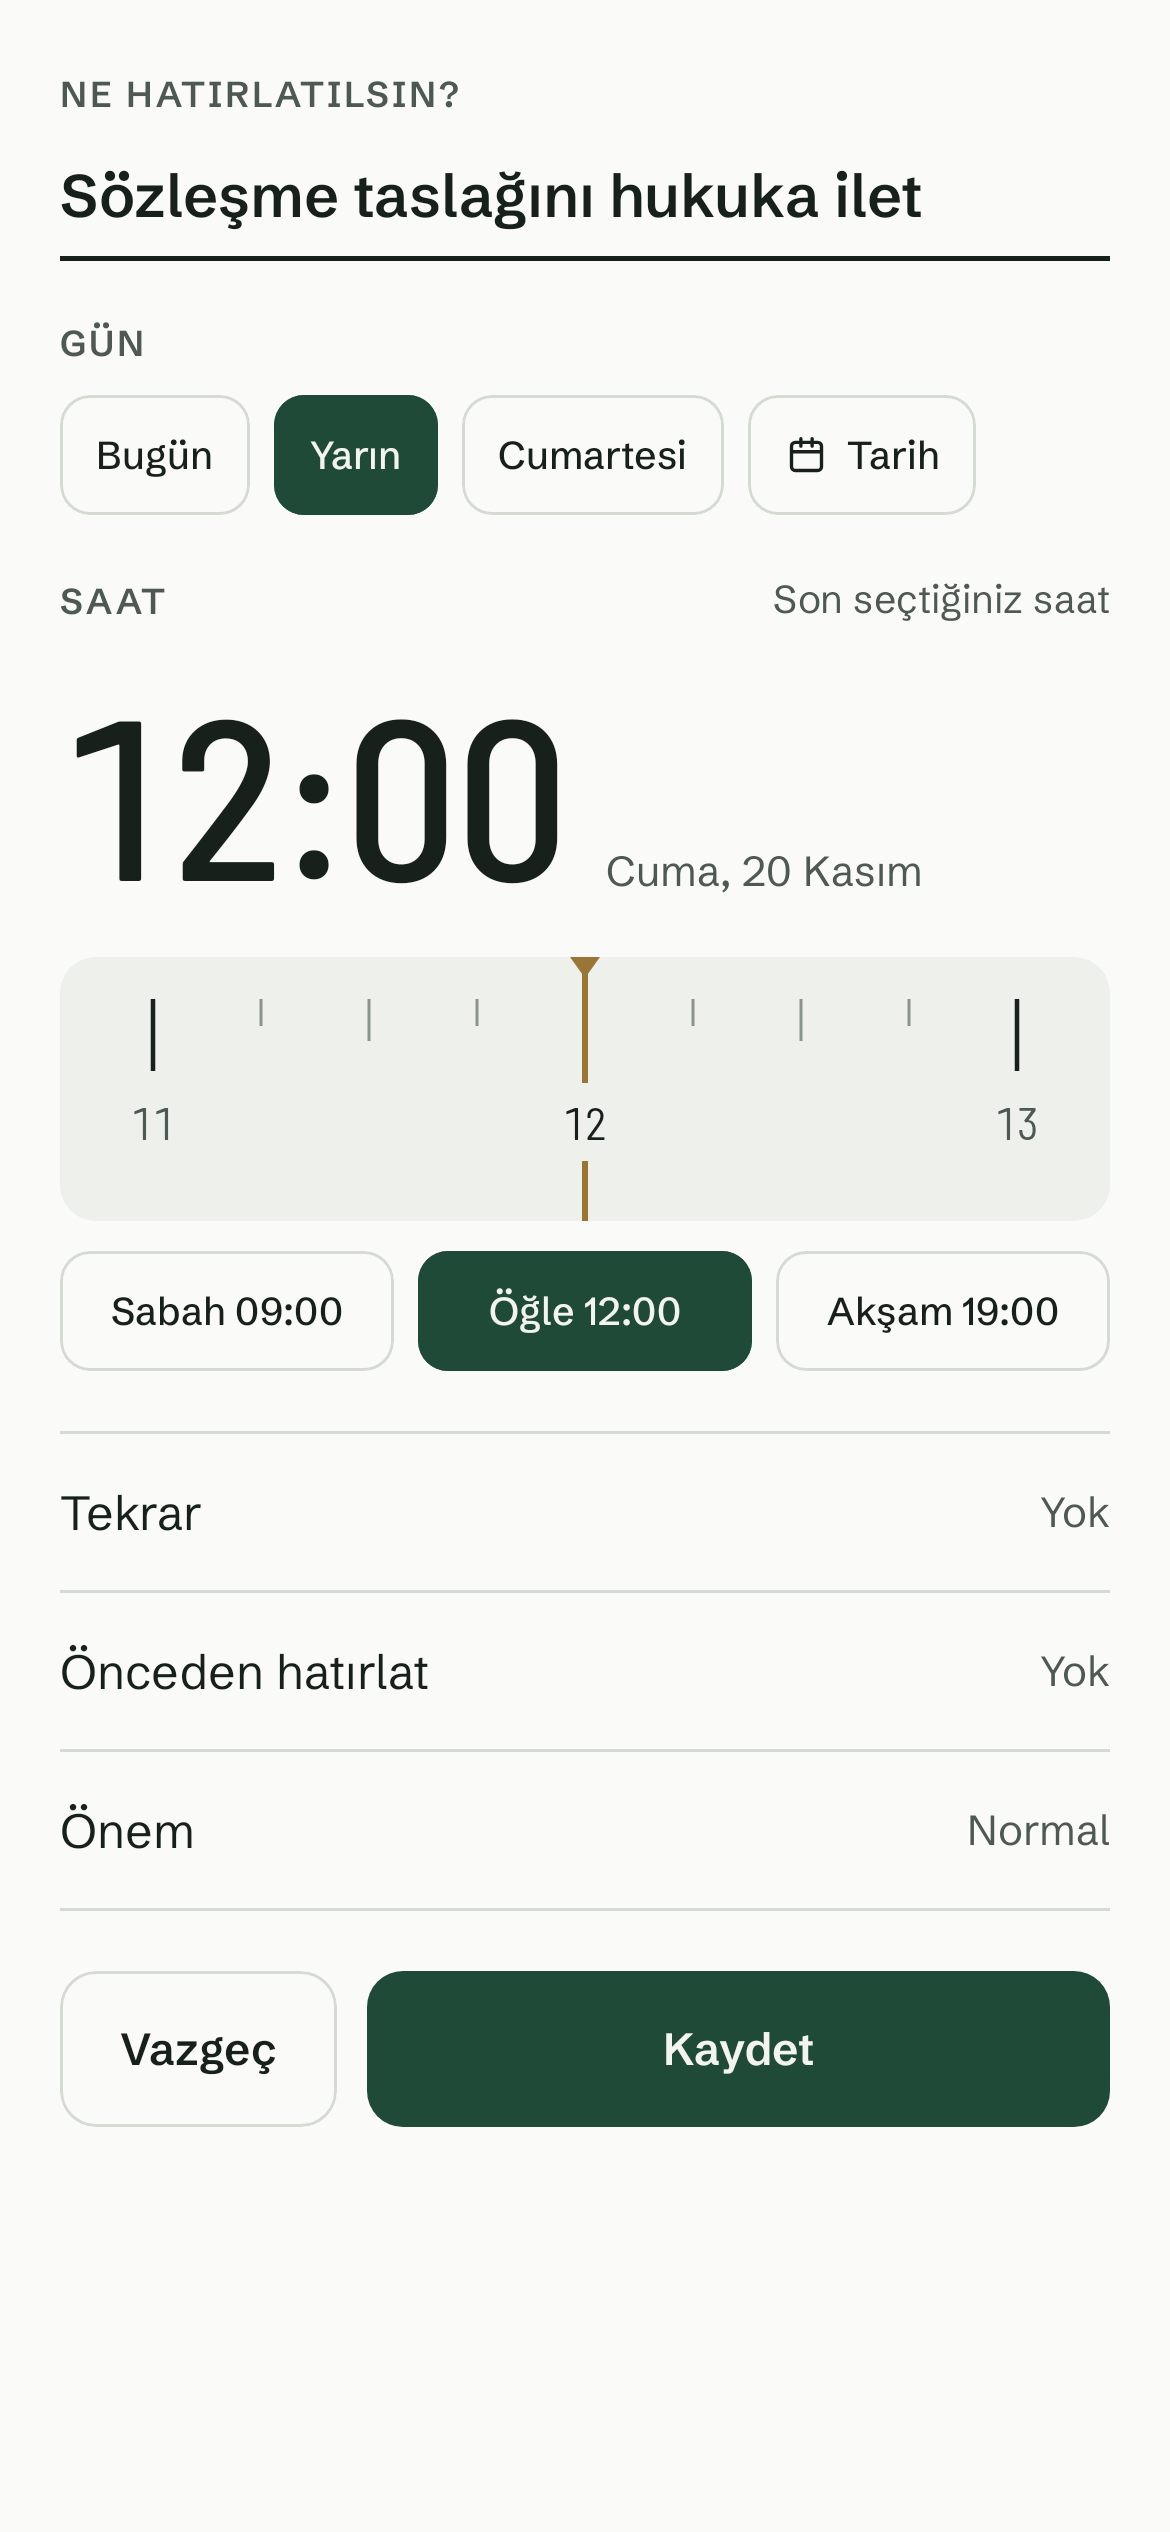 NE HATIRLATILSIN?
Sözleşme taslağını hukuka ilet
GÜN
Bugün Yarın Cumartesi Tarih
SAAT Son seçtiğiniz saat
12:00 Cuma, 20 Kasım
11 12 13
Sabah 09:00 Öğle 12:00 Akşam 19:00
Tekrar Yok
Önceden hatırlat Yok
Önem Normal
Vazgeç Kaydet